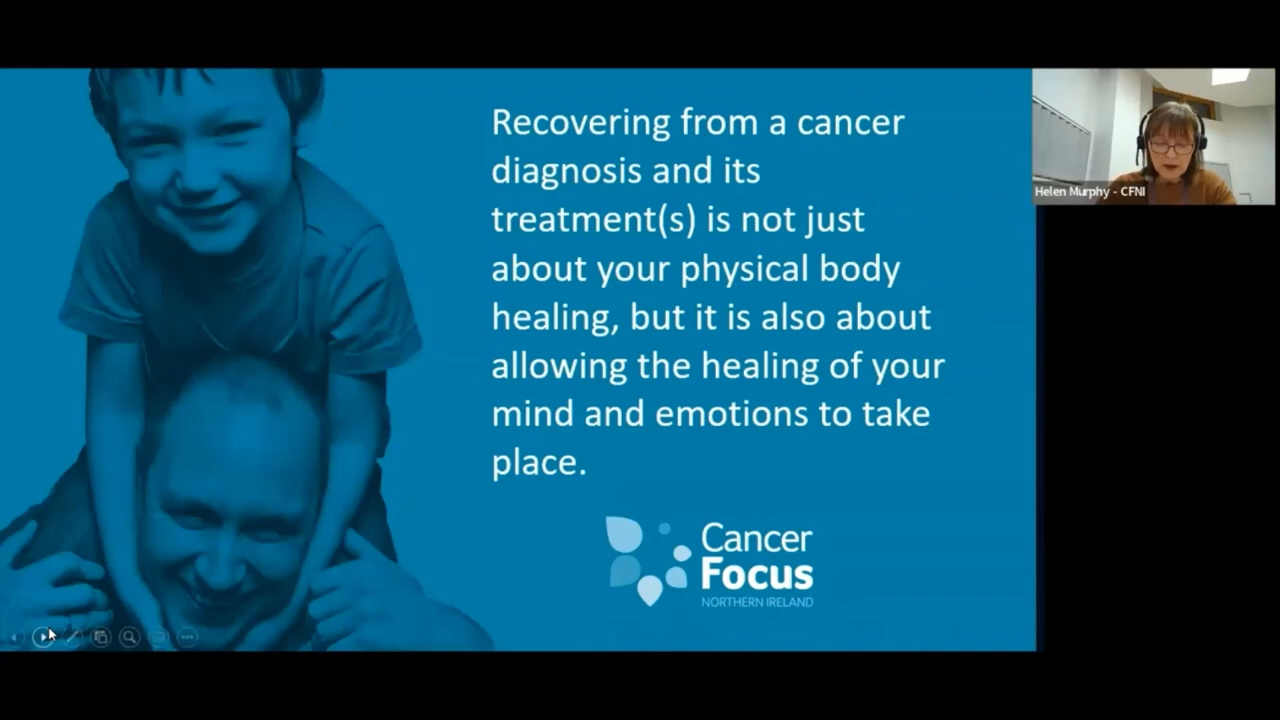 Recovering from a cancer
diagnosis and its
treatment(s) is not just
about your physical body
healing, but it is also about
allowing the healing of your
mind and emotions to take
place.
Cancer
Focus
NORTHERN IRELAND
Helen Murphy - CFNI